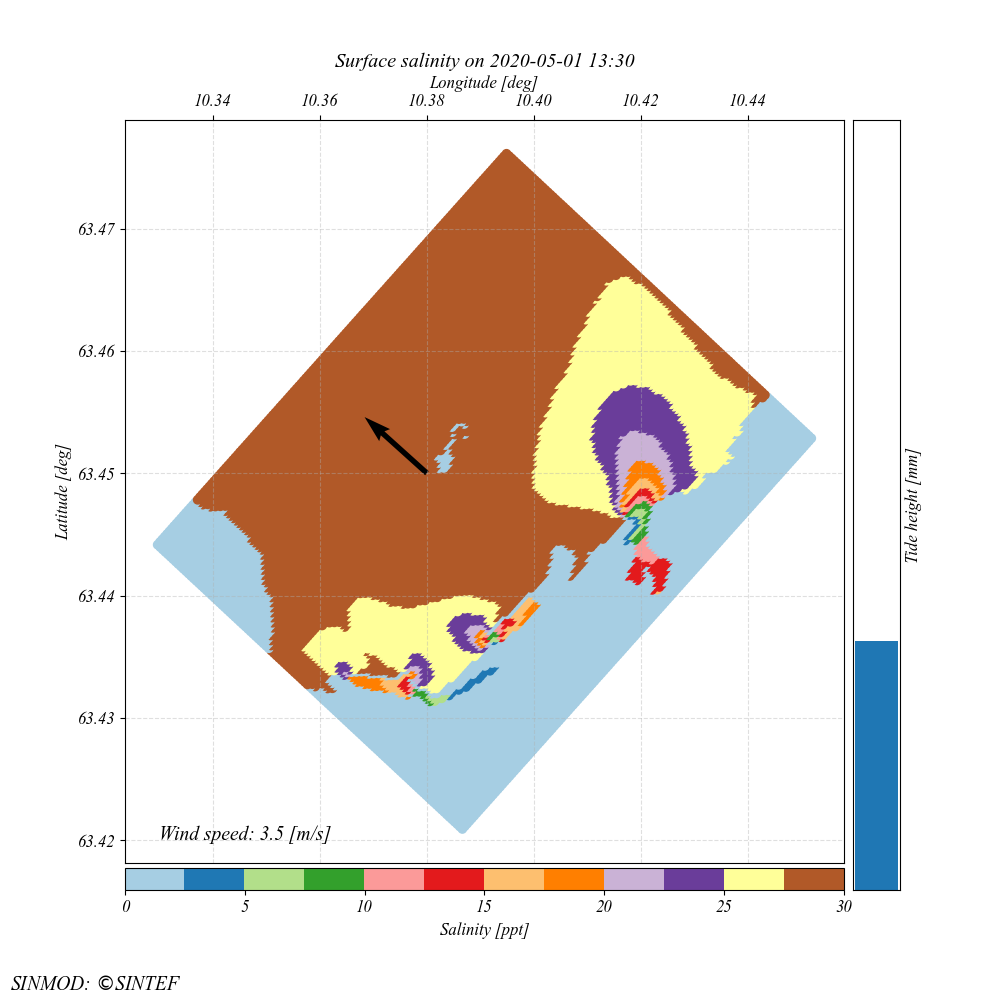 Surface salinity on 2020-05-01 13:30
Longitude [deg]
10.34 10.36 10.38 10.40 10.42 10.44
63.47
63.46
63.45
63.44
63.43
63.42
Latitude [deg]
Tide height [mm]
Wind speed: 3.5 [m/s]
0 5 10 15 20 25 30
Salinity [ppt]
SINMOD: ©SINTEF